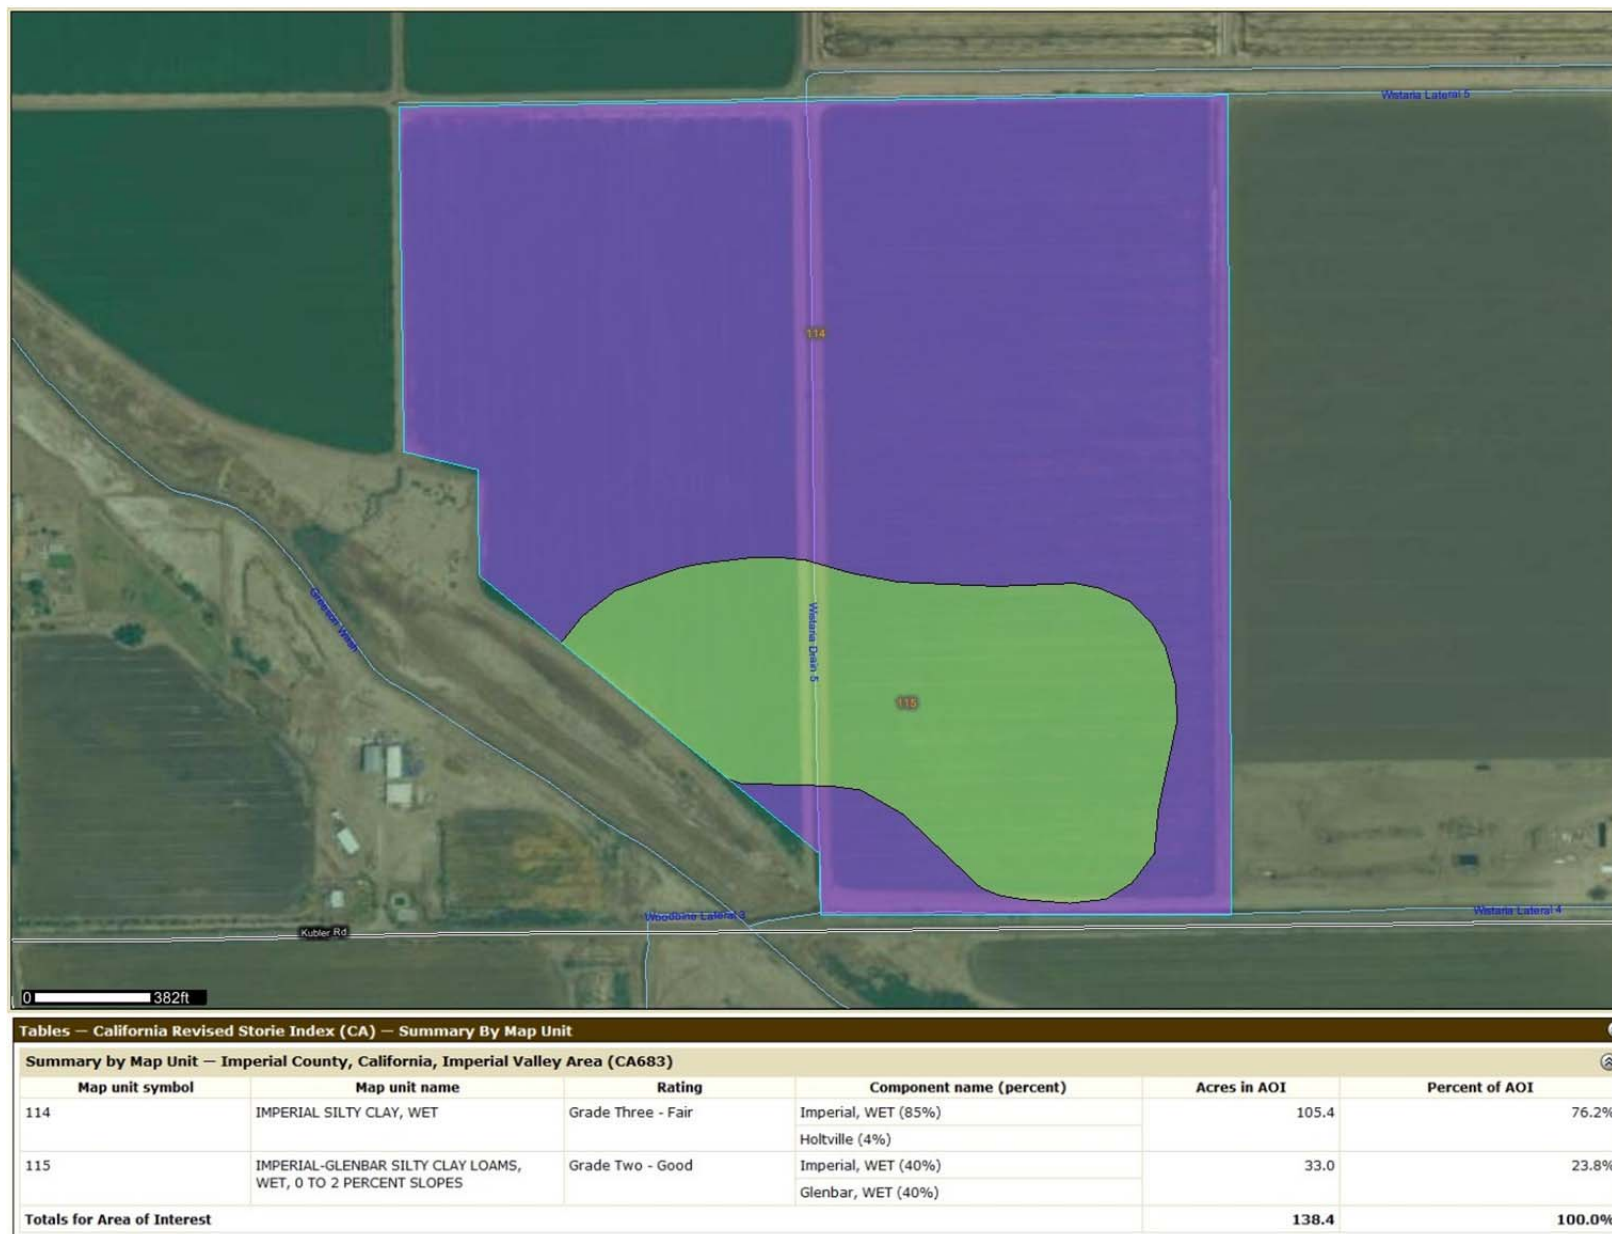 Wistaria Lateral 5
114
Wistaria Drain 5
115
Greeson Wash
Woodbine Lateral 3
Wistaria Lateral 4
Kubler Rd
0 382ft
Tables — California Revised Storie Index (CA) — Summary By Map Unit
Summary by Map Unit — Imperial County, California, Imperial Valley Area (CA683)
Map unit symbol Map unit name Rating Component name (percent) Acres in AOI Percent of AOI
114 IMPERIAL SILTY CLAY, WET Grade Three - Fair Imperial, WET (85%) 105.4 76.2%
Holtville (4%)
115 IMPERIAL-GLENBAR SILTY CLAY LOAMS, Grade Two - Good Imperial, WET (40%) 33.0 23.8%
WET, 0 TO 2 PERCENT SLOPES Glenbar, WET (40%)
Totals for Area of Interest 138.4 100.0%